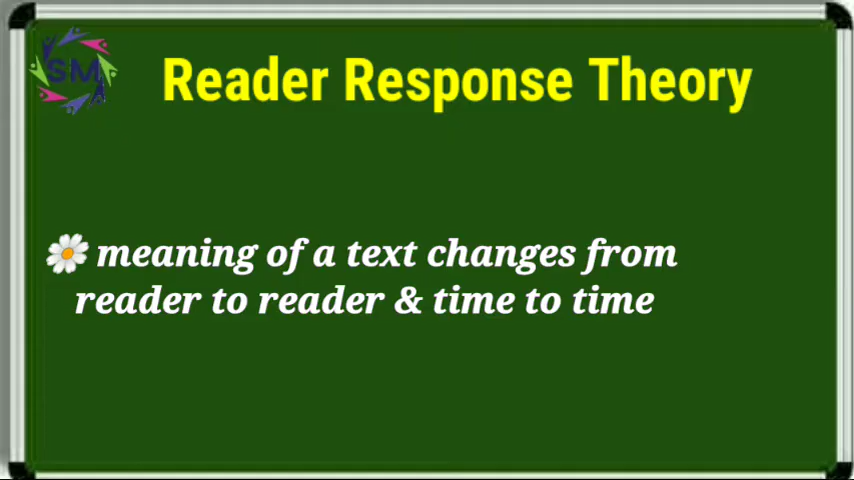 SM
Reader Response Theory
meaning of a text changes from
reader to reader & time to time